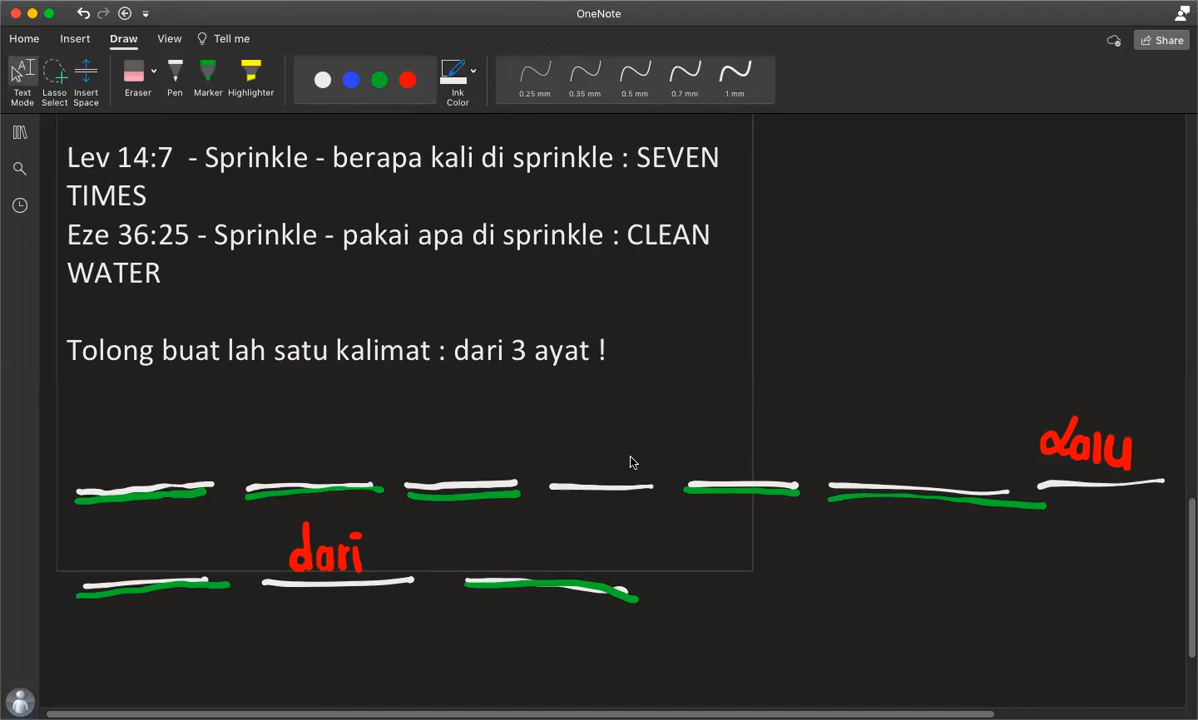 OneNote
Home Insert Draw View Tell me Share
Text Mode
Lasso Select
Insert Space
Eraser
Pen
Marker
Highlighter
Ink Color
0.25 mm 0.35 mm 0.5 mm 0.7 mm 1 mm
Lev 14:7 - Sprinkle - berapa kali di sprinkle : SEVEN
TIMES
Eze 36:25 - Sprinkle - pakai apa di sprinkle : CLEAN
WATER
Tolong buat lah satu kalimat : dari 3 ayat !
Lalu
dari